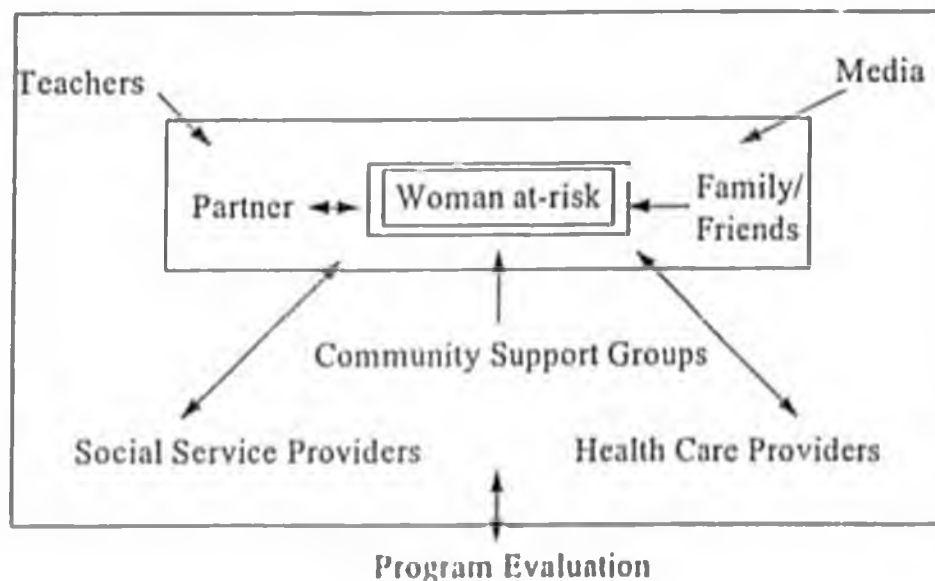 Teachers
Media
Partner
Woman at-risk
Family/
Friends
Community Support Groups
Social Service Providers
Health Care Providers
Program Evaluation